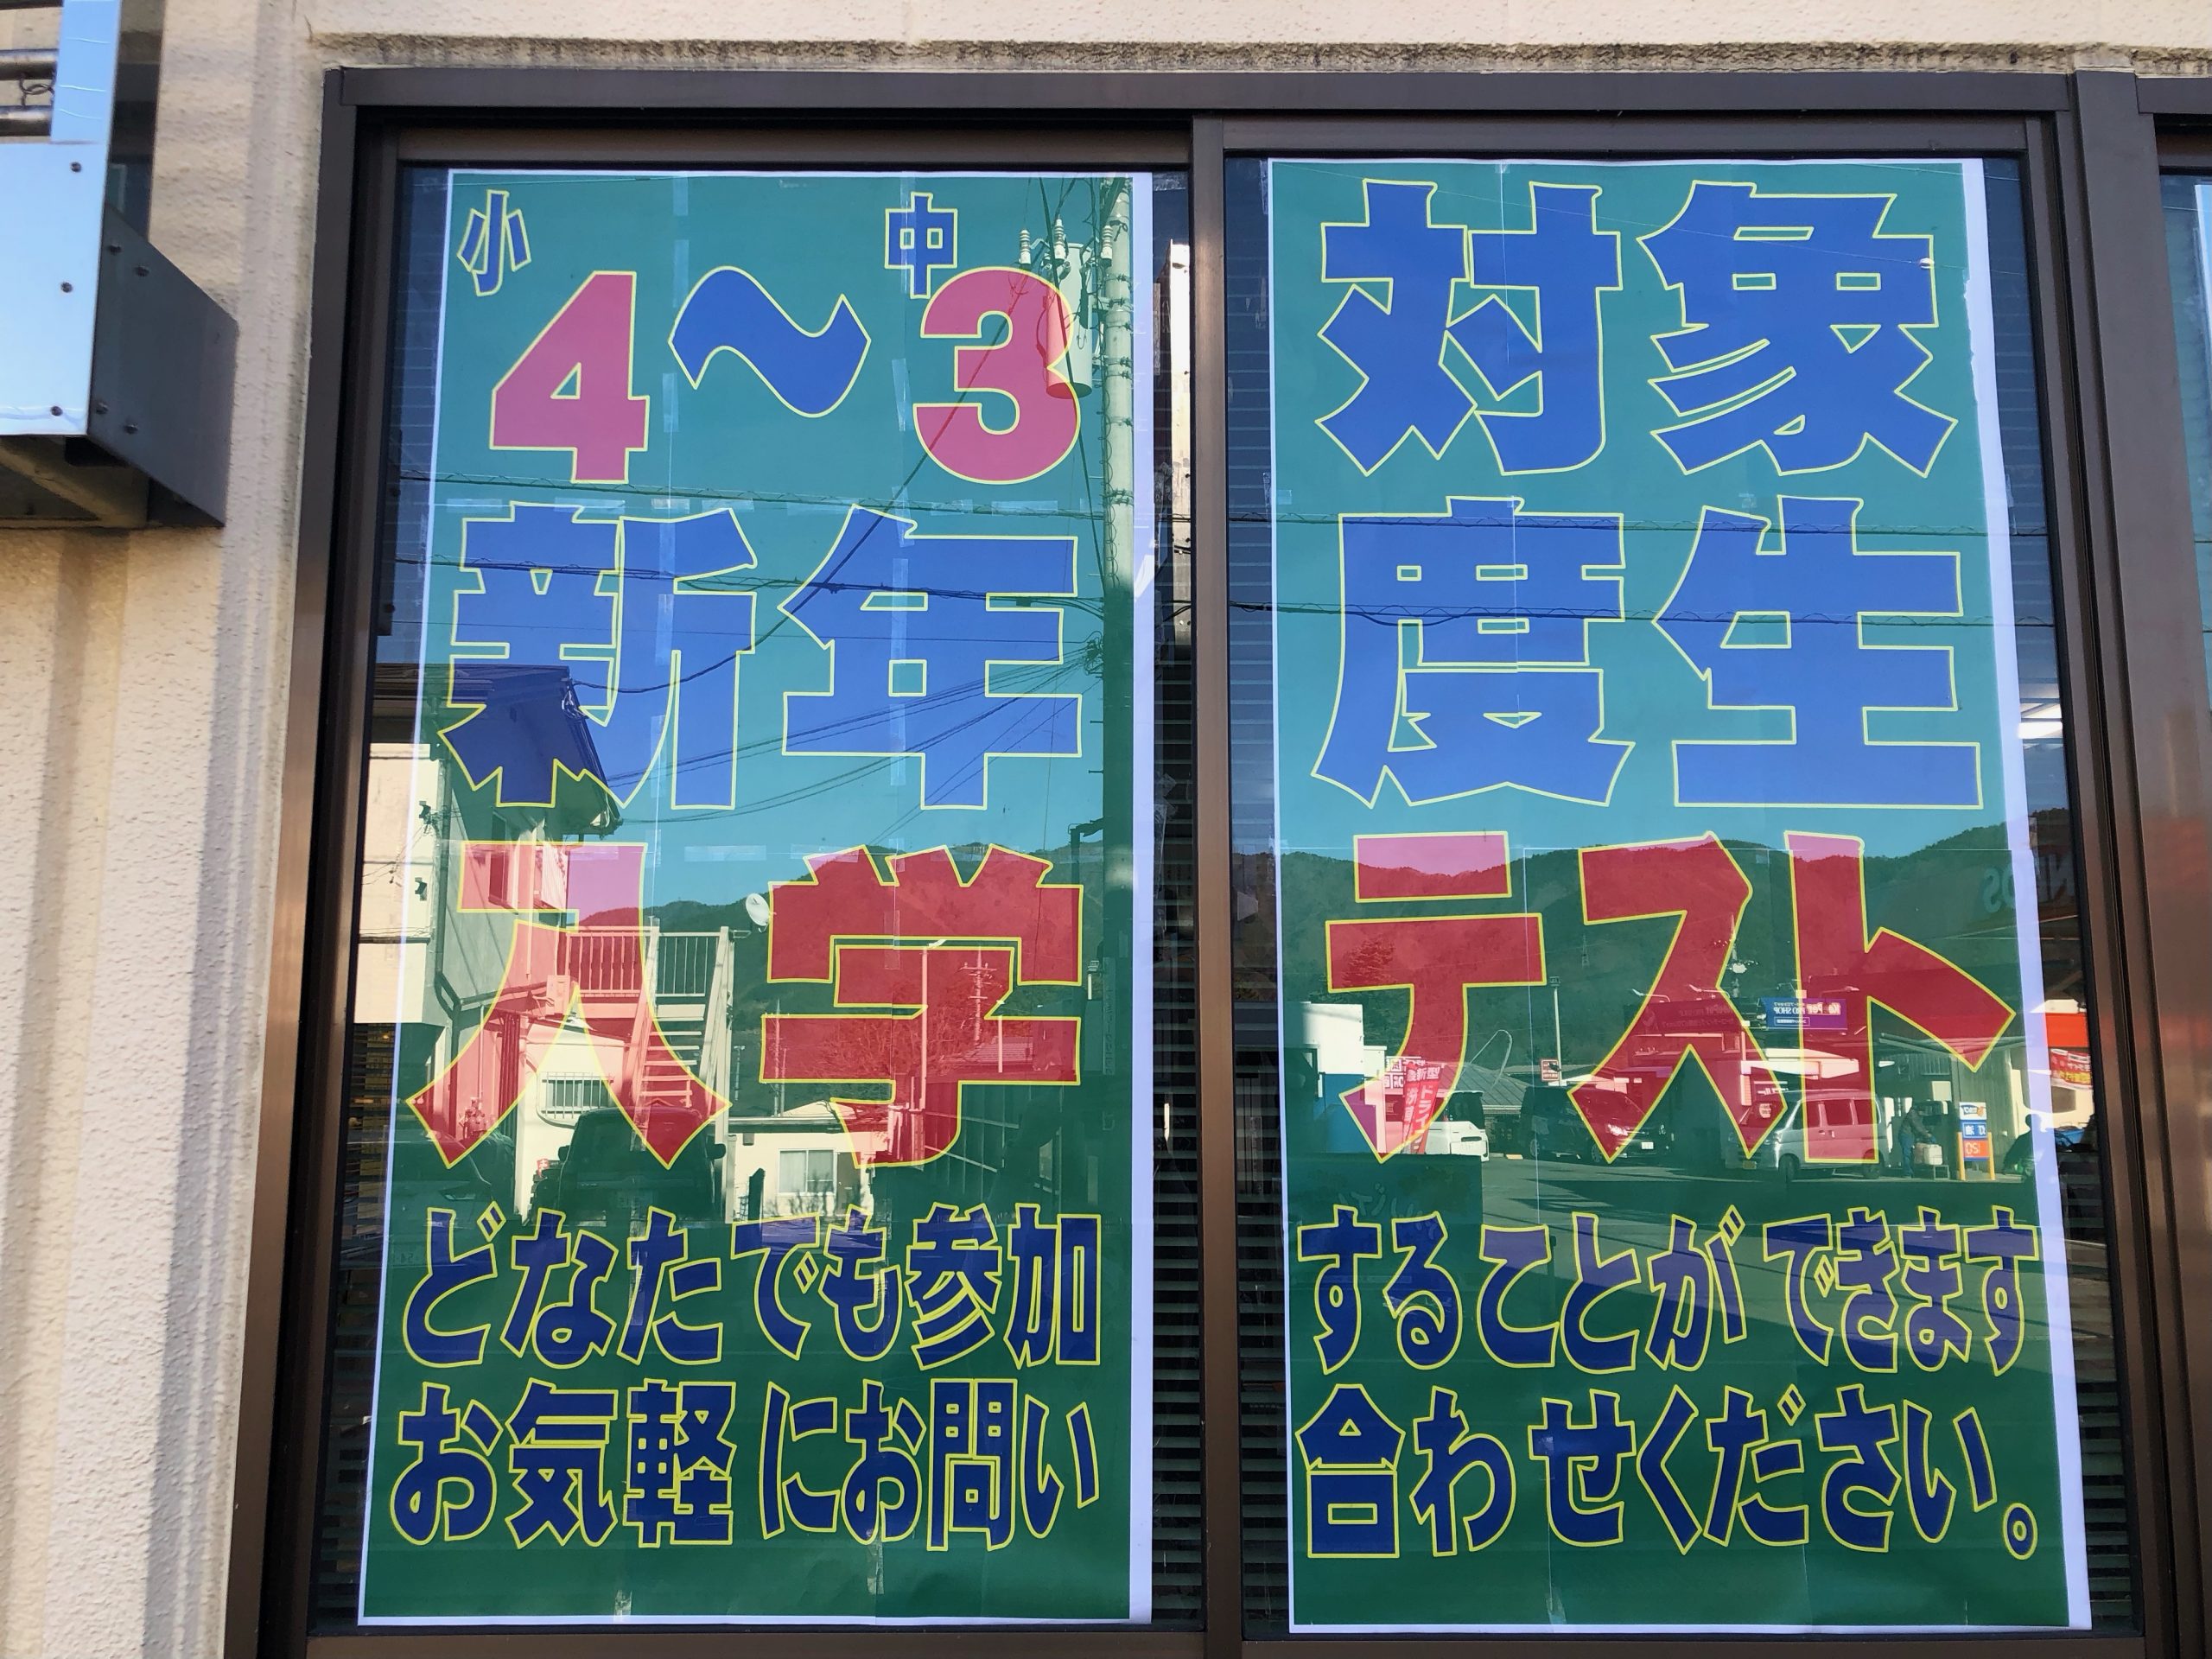 小4～中3対象
新年度生
入学テスト
どなたでも参加することができます
お気軽にお問い合わせください。